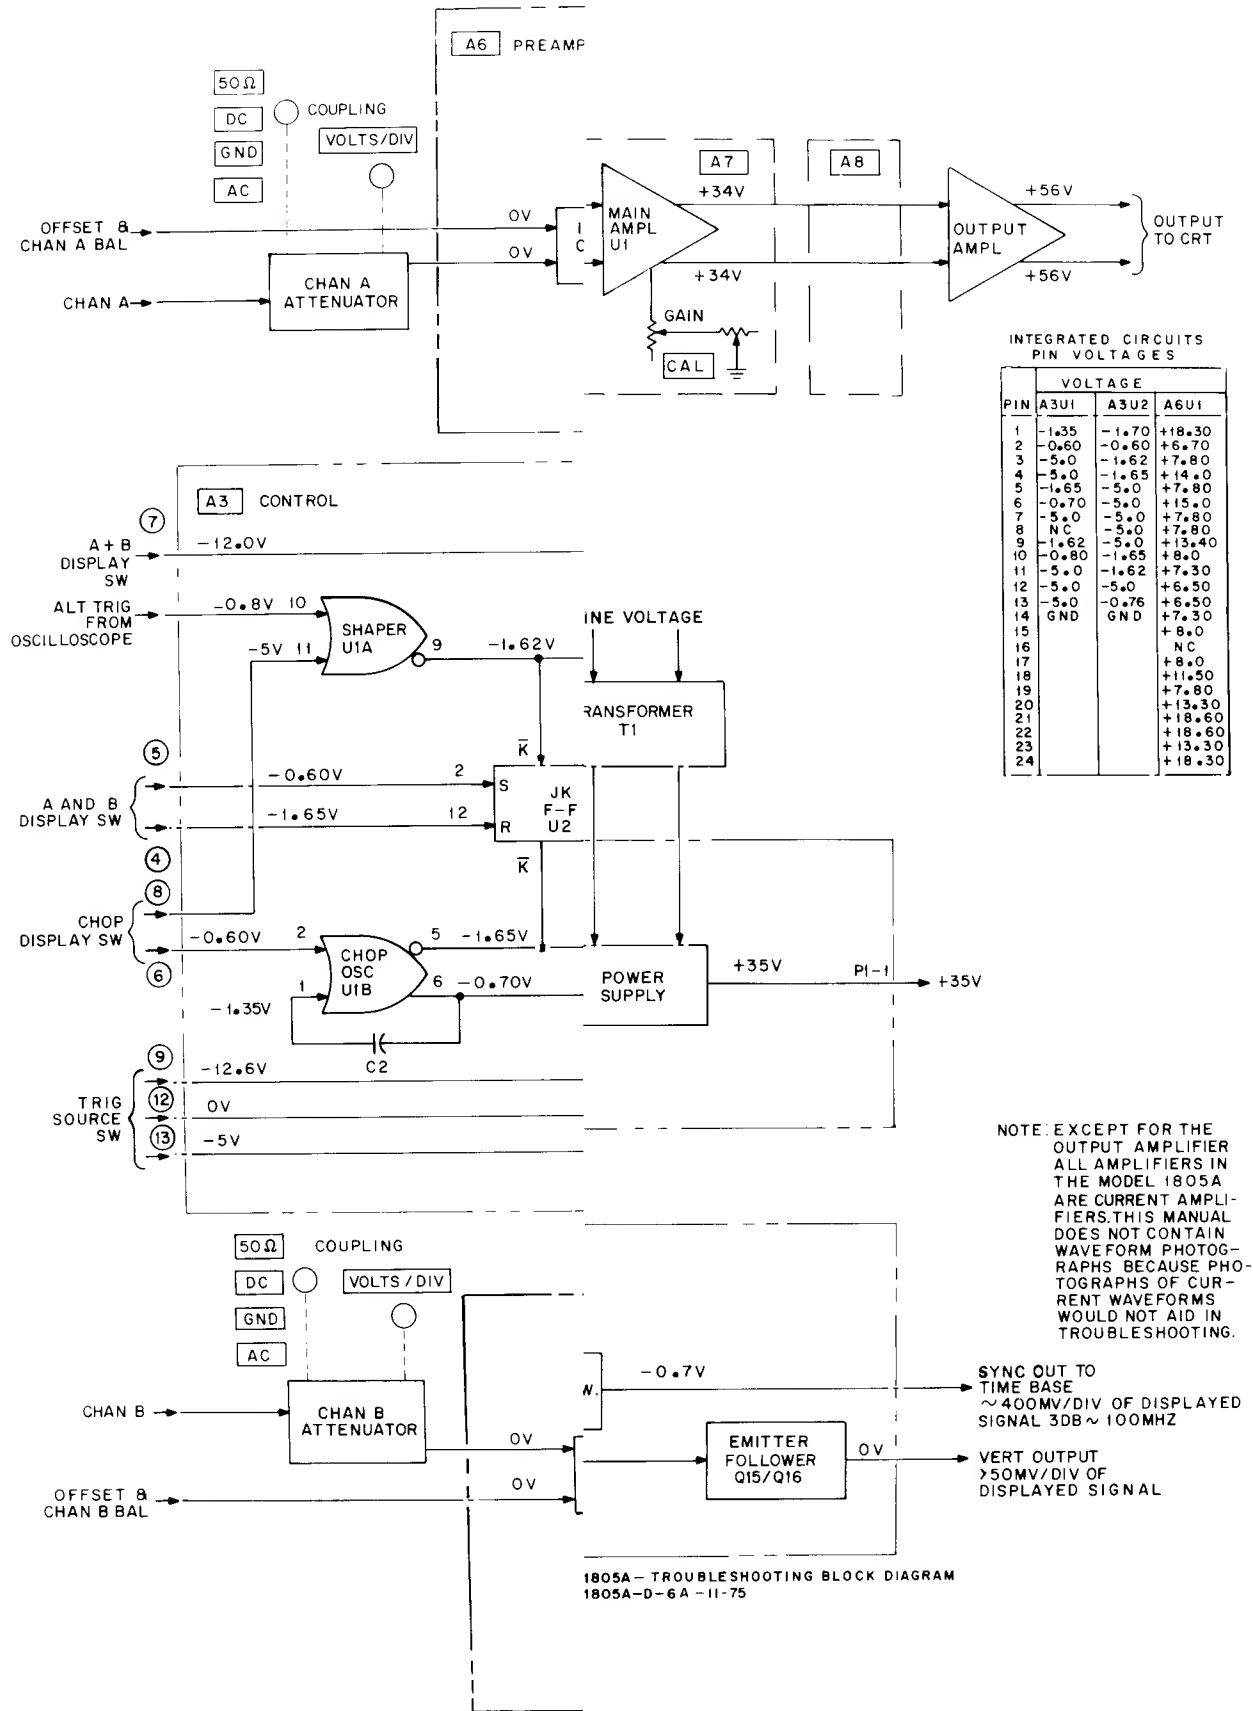 A6 PREAMP
50Ω
DC
GND
AC
COUPLING
VOLTS/DIV
OFFSET &
CHAN A BAL
CHAN A
CHAN A
ATTENUATOR
0V
0V
I
C
MAIN
AMPL
U1
A7
+34V
+34V
GAIN
CAL
A8
OUTPUT
AMPL
+56V
+56V
OUTPUT
TO CRT
INTEGRATED CIRCUITS
PIN VOLTAGES
VOLTAGE
PIN A3U1 A3U2 A6U1
1 -1.35 -1.70 +18.30
2 -0.60 -0.60 +6.70
3 -5.0 -1.62 +7.80
4 -5.0 -1.65 +14.0
5 -1.65 -5.0 +7.80
6 -0.70 -5.0 +15.0
7 -5.0 -5.0 +7.80
8 NC -5.0 +7.80
9 -1.62 -5.0 +13.40
10 -0.80 -1.65 +8.0
11 -5.0 -1.62 +7.30
12 -5.0 -5.0 +6.50
13 -5.0 -0.76 +6.50
14 GND GND +7.30
15 +8.0
16 NC
17 +8.0
18 +11.50
19 +7.80
20 +13.30
21 +18.60
22 +18.60
23 +13.30
24 +18.30
A3 CONTROL
7
A+B
DISPLAY
SW
-12.0V
ALT TRIG
FROM
OSCILLOSCOPE
-0.8V 10
-5V 11
SHAPER
U1A
9 -1.62V
INE VOLTAGE
RANSFORMER
T1
5
A AND B
DISPLAY SW
-0.60V 2
-1.65V 12
4
K̅
S
R
JK
F-F
U2
K̅
8
CHOP
DISPLAY SW
-0.60V 2
6
1
-1.35V
CHOP
OSC
U1B
5 -1.65V
6 -0.70V
C2
POWER
SUPPLY
+35V
P1-1
+35V
TRIG
SOURCE
SW
9
-12.6V
12
0V
13
-5V
NOTE: EXCEPT FOR THE
OUTPUT AMPLIFIER
ALL AMPLIFIERS IN
THE MODEL 1805A
ARE CURRENT AMPLI-
FIERS. THIS MANUAL
DOES NOT CONTAIN
WAVEFORM PHOTOG-
RAPHS BECAUSE PHO-
TOGRAPHS OF CUR-
RENT WAVEFORMS
WOULD NOT AID IN
TROUBLESHOOTING.
50Ω
DC
GND
AC
COUPLING
VOLTS / DIV
CHAN B
CHAN B
ATTENUATOR
0V
0V
OFFSET &
CHAN B BAL
W.
-0.7V
SYNC OUT TO
TIME BASE
~400MV/DIV OF DISPLAYED
SIGNAL 3DB ~ 100MHZ
EMITTER
FOLLOWER
Q15/Q16
0V
VERT OUTPUT
>50MV/DIV OF
DISPLAYED SIGNAL
1805A- TROUBLESHOOTING BLOCK DIAGRAM
1805A-D-6A-11-75